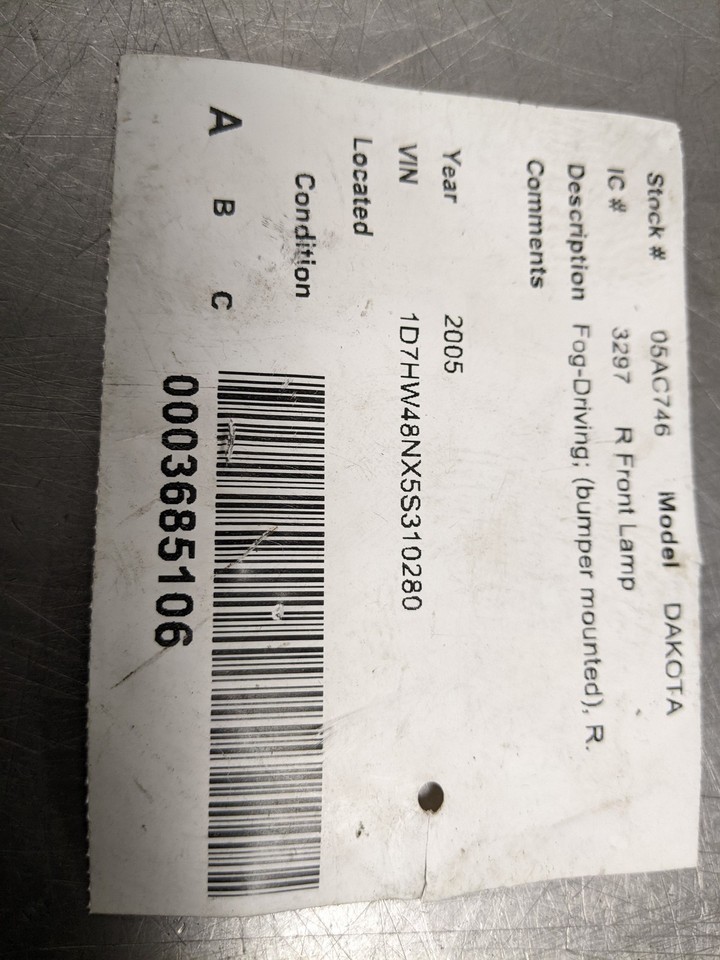 Stock # 05AC746 Model DAKOTA
IC # 3297 R Front Lamp
Description Fog-Driving; (bumper mounted), R.
Comments
Year 2005
VIN 1D7HW48NX5S310280
Located
Condition
A B C
0003685106